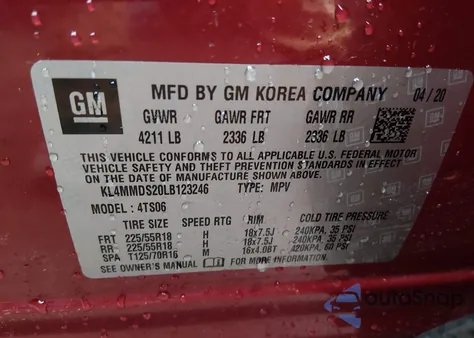 GM
MFD BY GM KOREA COMPANY 04/20
GVWR GAWR FRT GAWR RR
4211 LB 2336 LB 2336 LB
THIS VEHICLE CONFORMS TO ALL APPLICABLE U.S. FEDERAL MOTOR
VEHICLE SAFETY AND THEFT PREVENTION STANDARDS IN EFFECT
ON THE DATE OF MANUFACTURE SHOWN ABOVE.
KL4MMDS20LB123246 TYPE: MPV
MODEL: 4TS06
TIRE SIZE SPEED RTG RIM COLD TIRE PRESSURE
FRT 225/55R18 H 18x7.5J 240KPA, 35 PSI
RR 225/55R18 H 18x7.5J 240KPA, 35 PSI
SPA T125/70R16 M 16x4.0BT 420KPA, 60 PSI
SEE OWNER'S MANUAL FOR MORE INFORMATION.
autoSnap